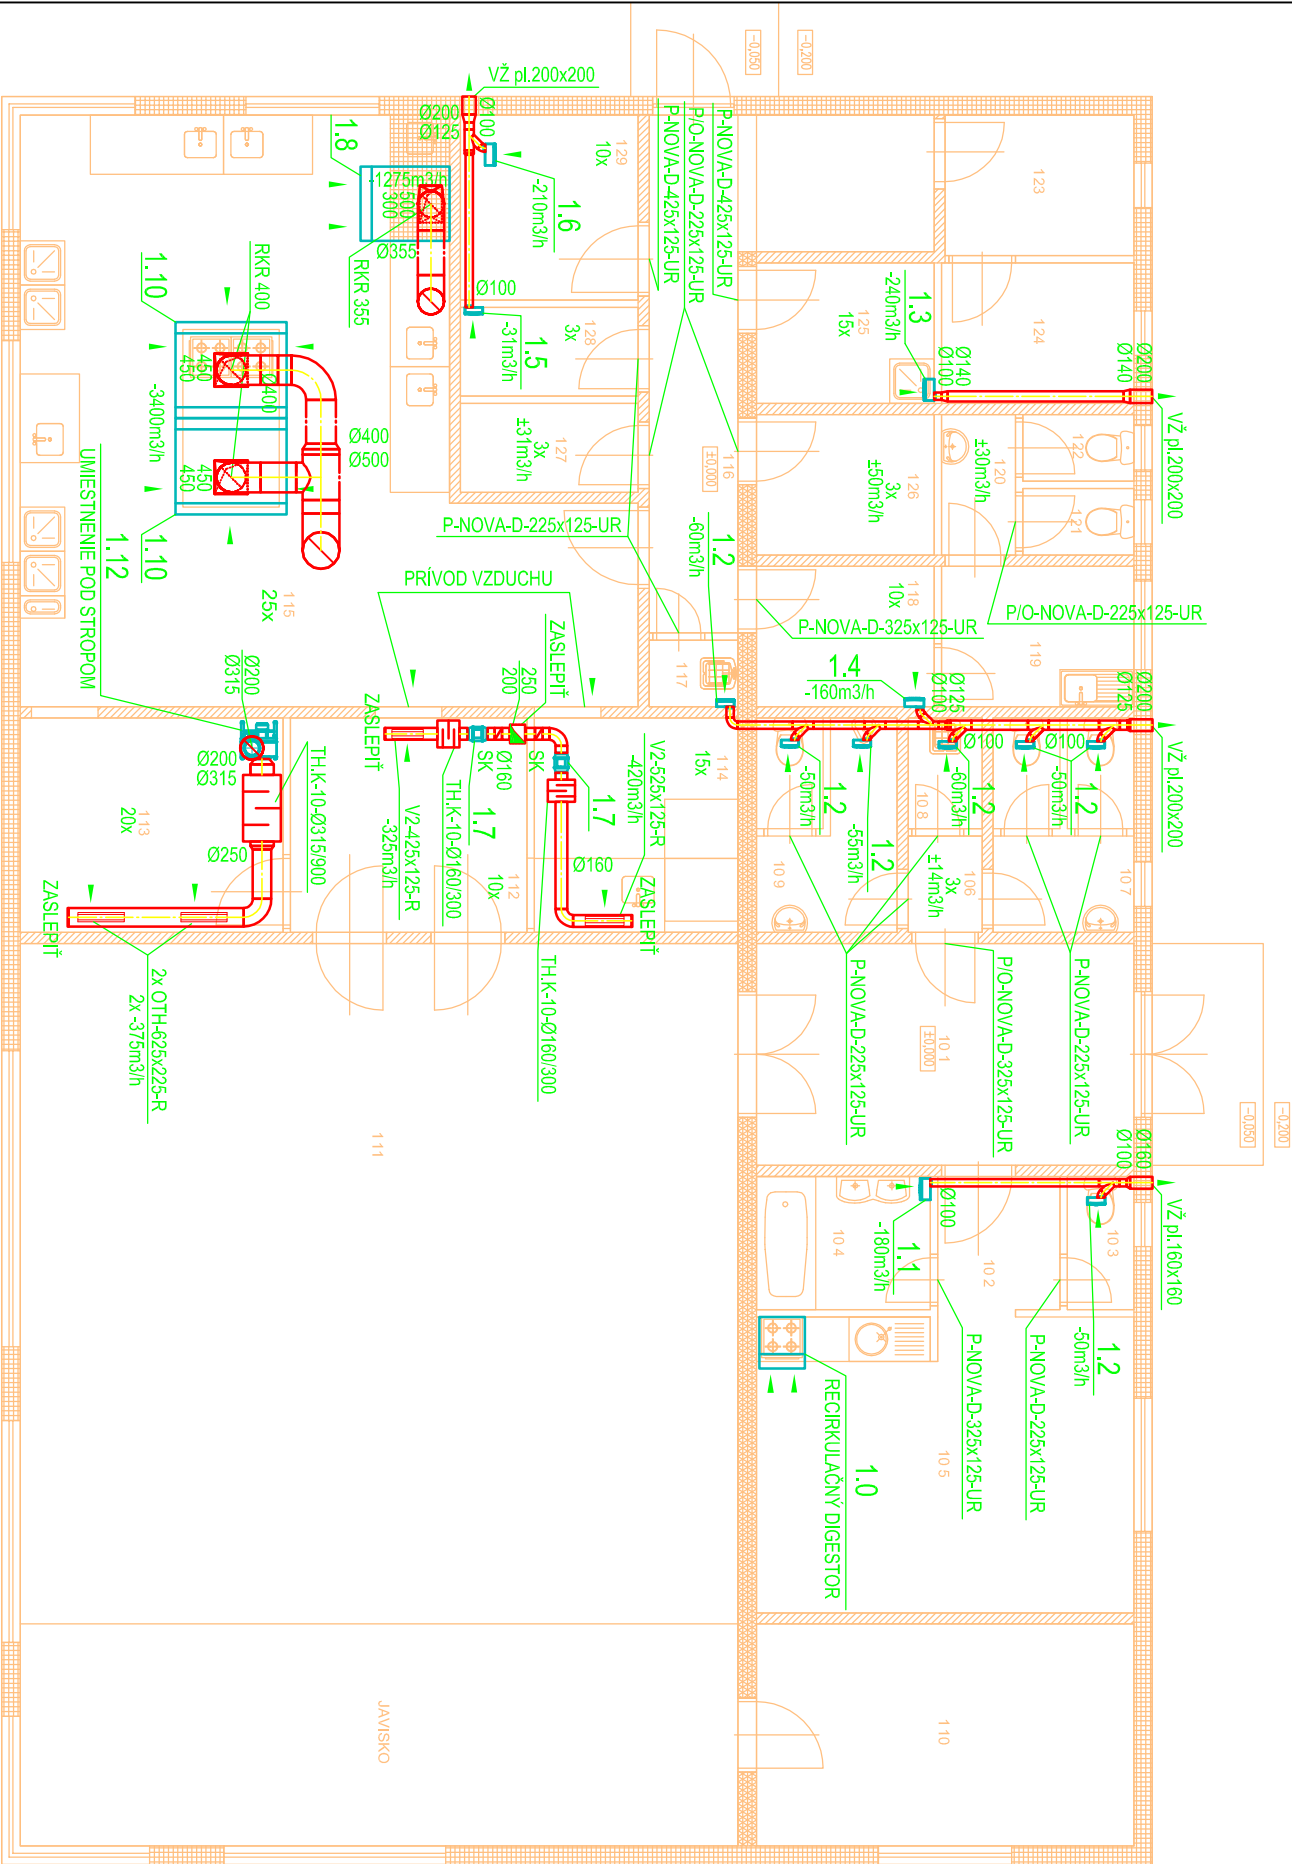 -0,050
-0,200
VŽ pl.200x200
Ø100
Ø200
Ø125
1.8
-1275m3/h
500
300
Ø355
RKR 355
129
10x
1.6
-210m3/h
Ø100
1.5
-31m3/h
128
3x
127
3x
±31m3/h
P-NOVA-D-425x125-UR
P/O-NOVA-D-225x125-UR
P-NOVA-D-425x125-UR
123
124
125
15x
1.3
-240m3/h
Ø140
Ø100
Ø200
Ø140
VŽ pl.200x200
122
121
120
±30m3/h
126
3x
±50m3/h
116
±0,000
RKR 400
1.10
450
450
Ø400
-3400m3/h
450
450
Ø400
Ø500
1.10
1.12
UMIESTNENIE POD STROPOM
115
25x
P-NOVA-D-225x125-UR
PRÍVOD VZDUCHU
1.2
-60m3/h
118
10x
P-NOVA-D-325x125-UR
P/O-NOVA-D-225x125-UR
119
117
1.4
-160m3/h
Ø125
Ø100
Ø200
Ø125
VŽ pl.200x200
ZASLEPIŤ
250
200
ZASLEPIŤ
Ø200
Ø315
Ø200
Ø315
TH.K-10-Ø315/900
Ø250
113
20x
ZASLEPIŤ
2x OTH-625x225-R
2x -375m3/h
V2-425x125-R
-325m3/h
TH.K-10-Ø160/300
1.7
SK
Ø160
SK
10x
112
1.7
TH.K-10-Ø160/300
Ø160
V2-525x125-R
-420m3/h
ZASLEPIŤ
114
15x
1.2
-50m3/h
1.2
-55m3/h
Ø100
1.2
-60m3/h
Ø100
1.2
-50m3/h
108
109
106
3x
±14m3/h
107
P-NOVA-D-225x125-UR
P/O-NOVA-D-325x125-UR
P-NOVA-D-225x125-UR
101
±0,000
-0,050
-0,200
111
Ø160
Ø100
VŽ pl.160x160
Ø100
1.1
-180m3/h
104
102
103
1.2
-50m3/h
P-NOVA-D-325x125-UR
P-NOVA-D-225x125-UR
1.0
RECIRKULAČNÝ DIGESTOR
105
JAVISKO
110